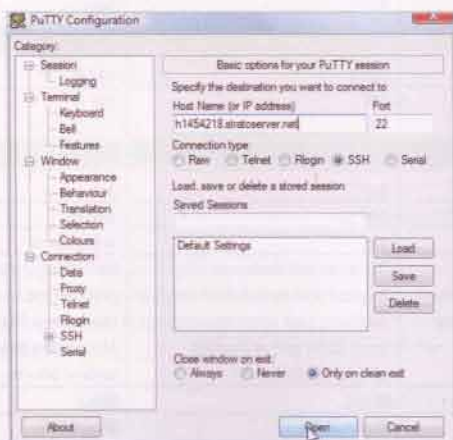 PuTTY Configuration
Category:
Session
Logging
Terminal
Keyboard
Bell
Features
Window
Appearance
Behaviour
Translation
Selection
Colours
Connection
Data
Proxy
Telnet
Rlogin
SSH
Serial
Basic options for your PuTTY session
Specify the destination you want to connect to
Host Name (or IP address) Port
h1454218.stratoserver.net 22
Connection type:
Raw Telnet Rlogin SSH Serial
Load, save or delete a stored session
Saved Sessions
Default Settings
Load
Save
Delete
Close window on exit:
Always Never Only on clean exit
About Open Cancel